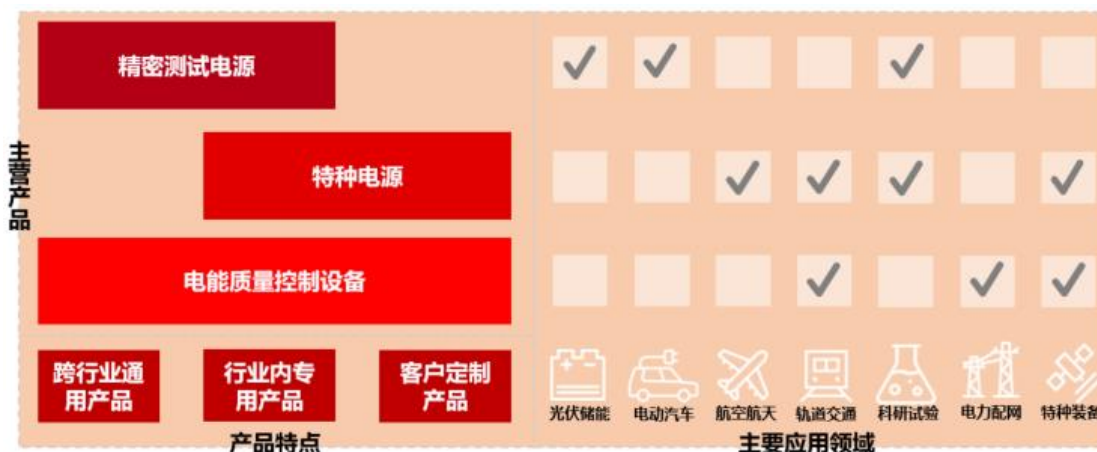 精密测试电源
主营产品
特种电源
电能质量控制设备
跨行业通
用产品
行业内专
用产品
客户定制
产品
光伏储能
电动汽车
航空航天
轨道交通
科研试验
电力配网
特种装备
产品特点
主要应用领域